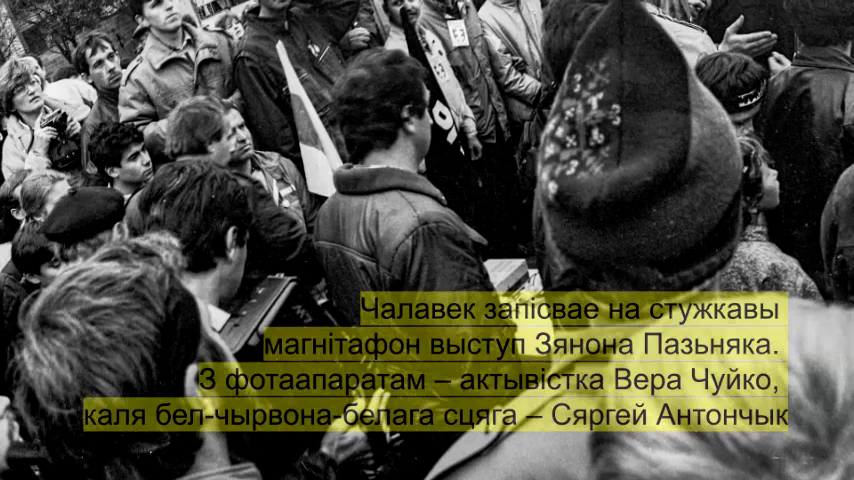 Чалавек запісвае на стужкавы
магнітафон выступ Зянона Пазьняка.
З фотаапаратам – актывістка Вера Чуйко,
каля бел-чырвона-белага сцяга – Сяргей Антончык